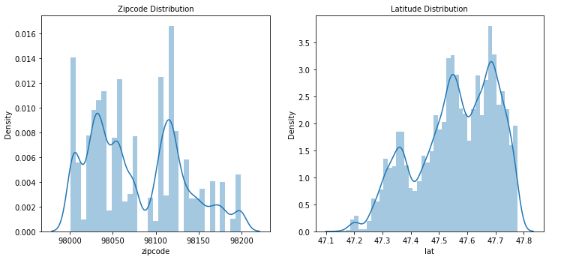 Zipcode Distribution
0.016
0.014
0.012
0.010
0.008
0.006
0.004
0.002
0.000
Density
98000 98050 98100 98150 98200
zipcode
Latitude Distribution
3.5
3.0
2.5
2.0
1.5
1.0
0.5
0.0
Density
47.1 47.2 47.3 47.4 47.5 47.6 47.7 47.8
lat